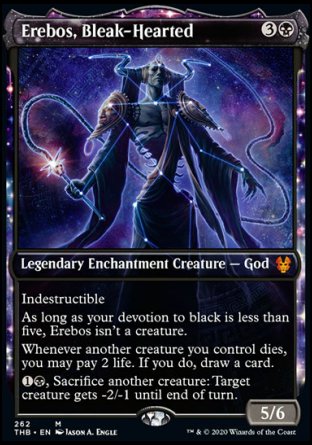 Erebos, Bleak-Hearted 3
Legendary Enchantment Creature — God
Indestructible
As long as your devotion to black is less than
five, Erebos isn't a creature.
Whenever another creature you control dies,
you may pay 2 life. If you do, draw a card.
1, Sacrifice another creature: Target
creature gets -2/-1 until end of turn.
5/6
262 M
THB • EN Jason A. Engle ™ & © 2020 Wizards of the Coast